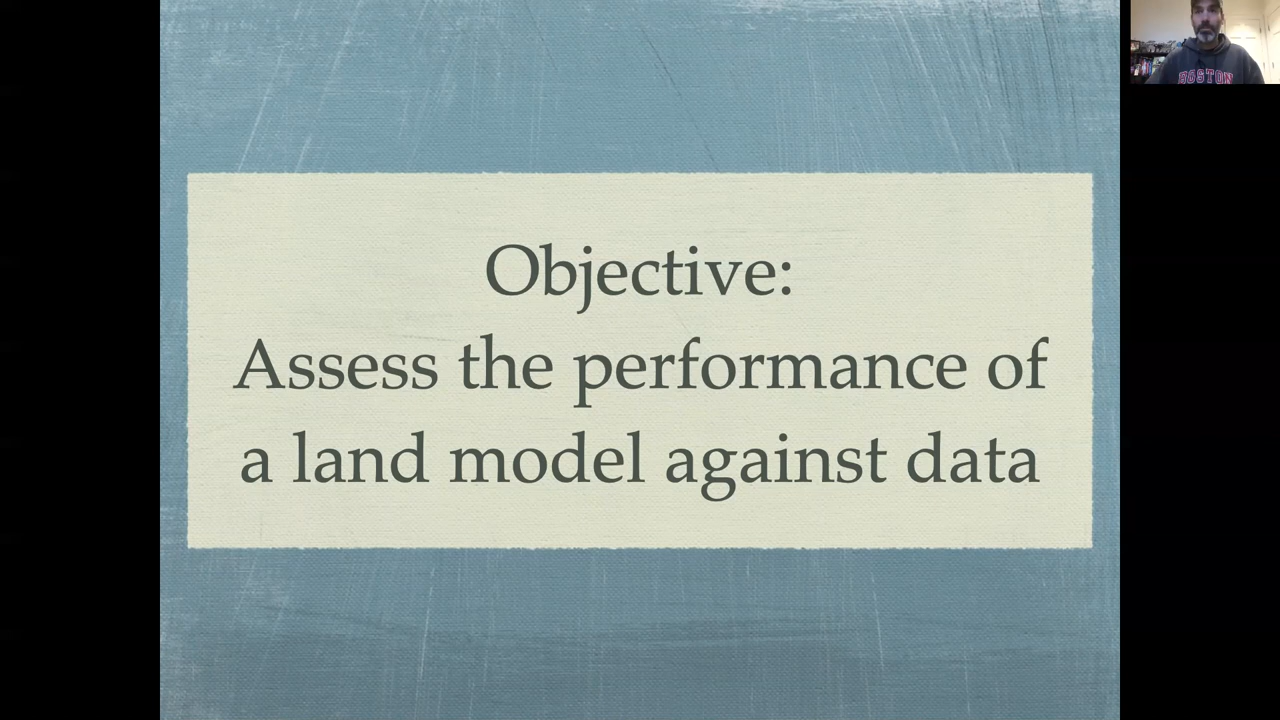 Objective:
Assess the performance of
a land model against data
BOSTON